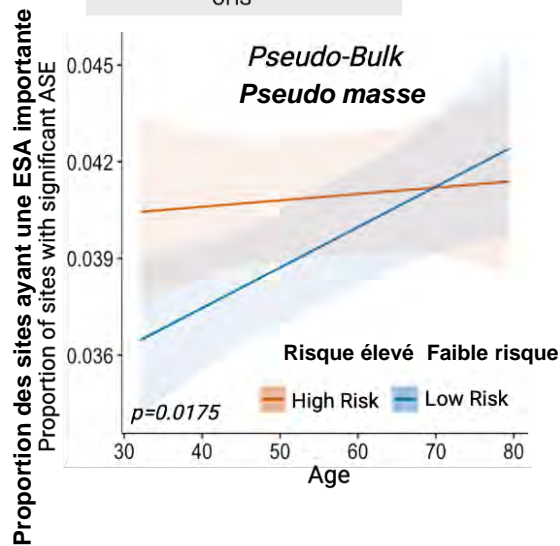 ons
Proportion des sites ayant une ESA importante
Proportion of sites with significant ASE
Pseudo-Bulk
Pseudo masse
0.045
0.042
0.039
0.036
Risque élevé Faible risque
High Risk Low Risk
p=0.0175
30 40 50 60 70 80
Age